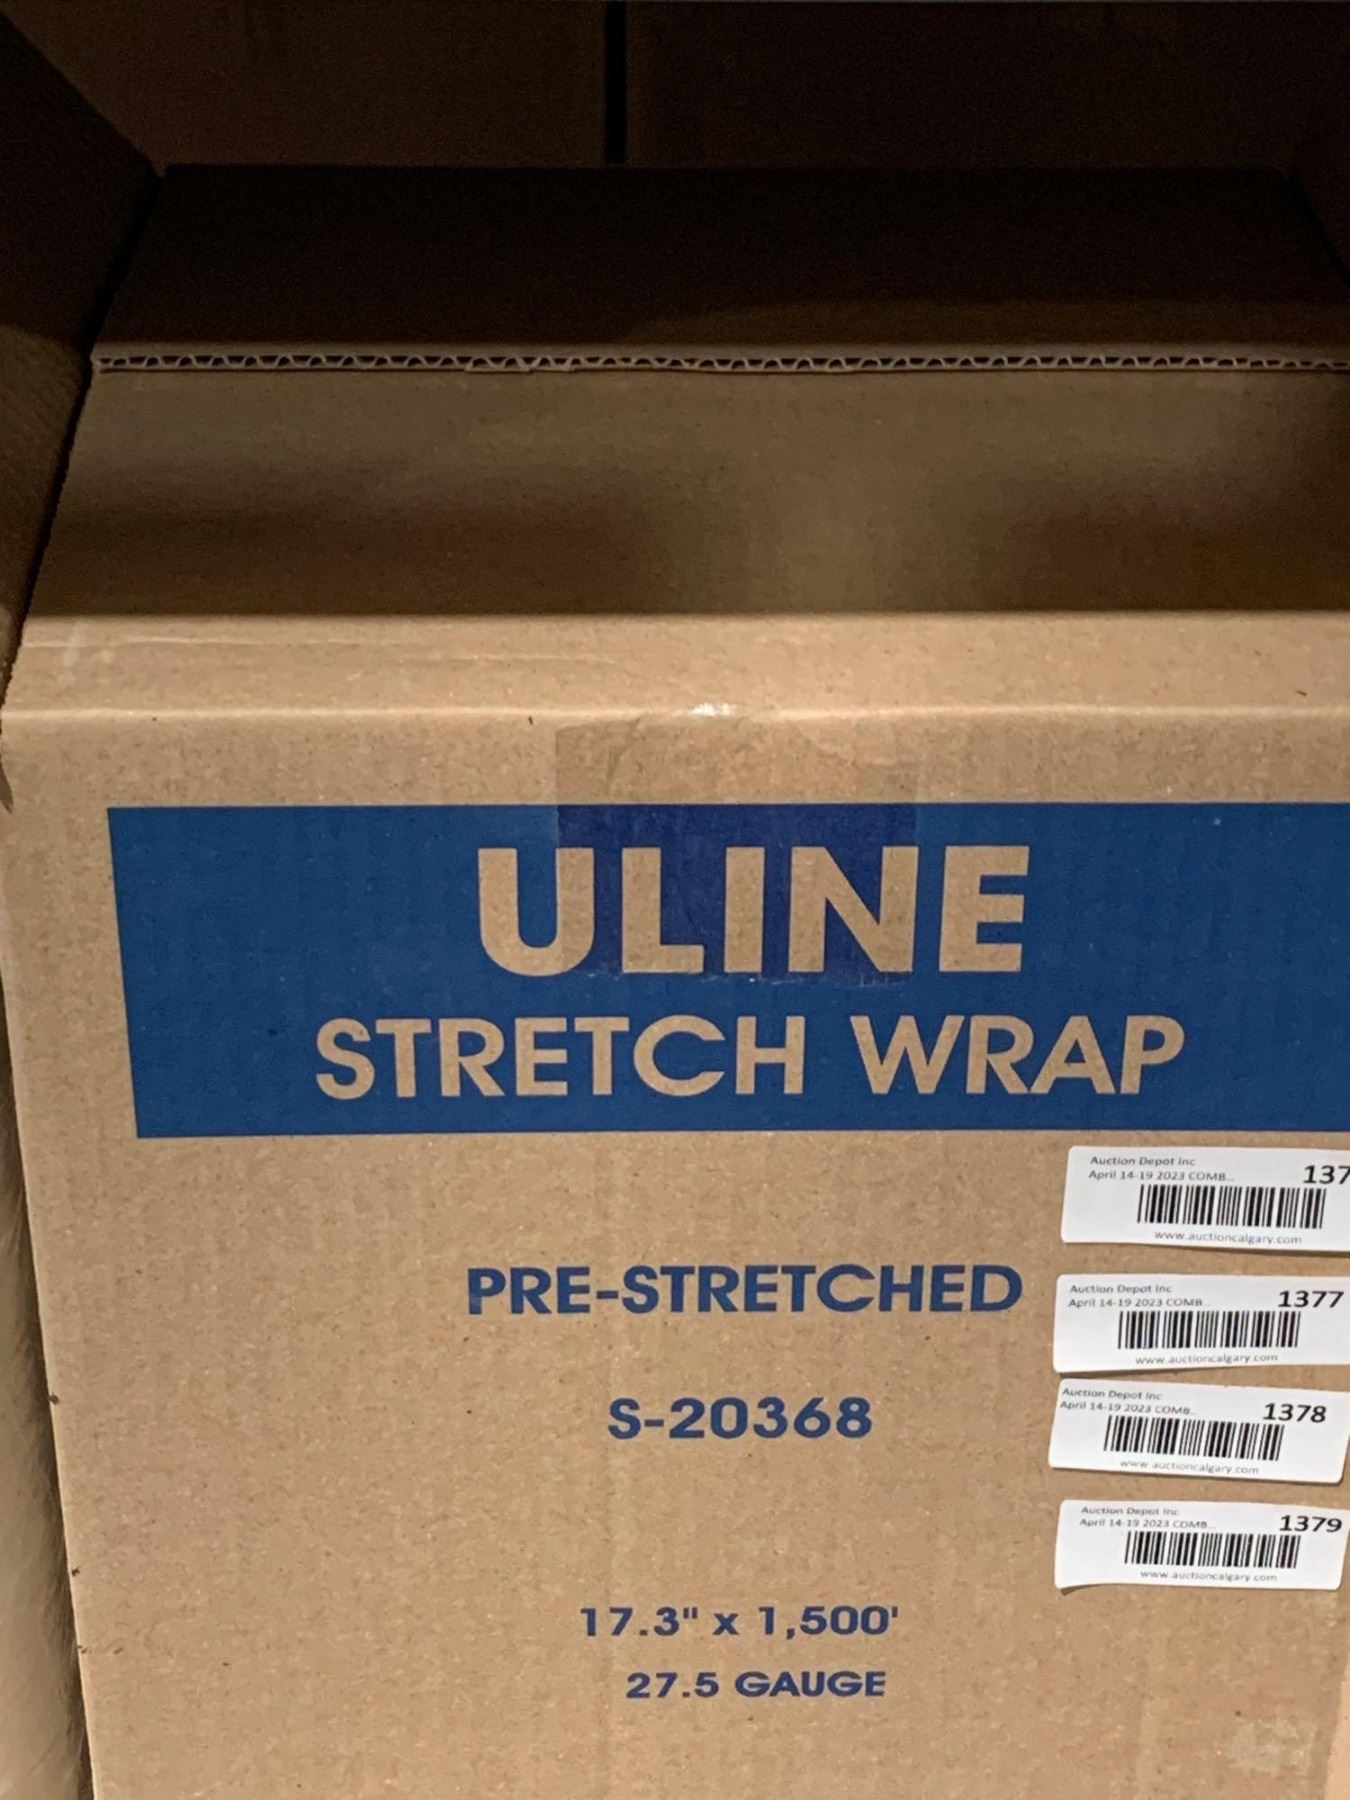 ULINE
STRETCH WRAP
Auction Depot Inc
April 14-19 2023 COMB...
137
www.auctioncalgary.com
PRE-STRETCHED
Auction Depot Inc
April 14-19 2023 COMB...
1377
www.auctioncalgary.com
S-20368
Auction Depot Inc
April 14-19 2023 COMB...
1378
www.auctioncalgary.com
Auction Depot Inc
April 14-19 2023 COMB...
1379
www.auctioncalgary.com
17.3" x 1,500'
27.5 GAUGE